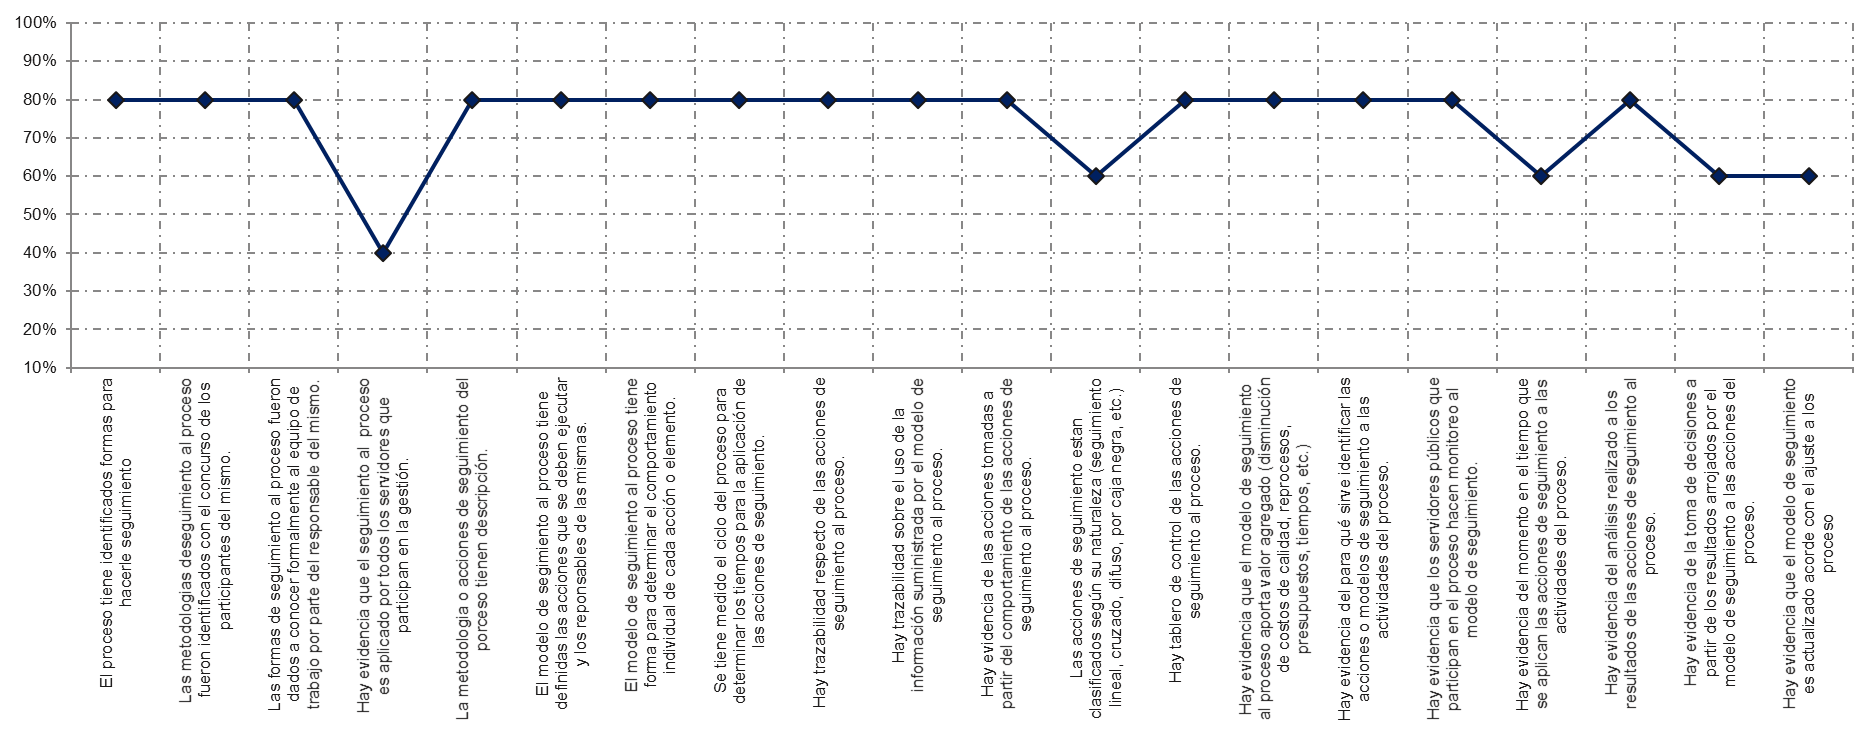 100%
90%
80%
70%
60%
50%
40%
30%
20%
10%
El proceso tiene identificados formas para
hacerle seguimiento
Las metodologias deseguimiento al proceso
fueron identificados con el concurso de los
participantes del mismo.
Las formas de seguimiento al proceso fueron
dados a conocer formalmente al equipo de
trabajo por parte del responsable del mismo.
Hay evidencia que el seguimiento al proceso
es aplicado por todos los servidores que
participan en la gestión.
La metodologia o acciones de seguimiento del
porceso tienen descripción.
El modelo de segimiento al proceso tiene
definidas las acciones que se deben ejecutar
y los reponsables de las mismas.
El modelo de seguimiento al proceso tiene
forma para determinar el comportamiento
individual de cada acción o elemento.
Se tiene medido el ciclo del proceso para
determinar los tiempos para la aplicación de
las acciones de seguimiento.
Hay trazabilidad respecto de las acciones de
seguimiento al proceso.
Hay trazabilidad sobre el uso de la
información suministrada por el modelo de
seguimiento al proceso.
Hay evidencia de las acciones tomadas a
partir del comportamiento de las acciones de
seguimiento al proceso.
Las acciones de seguimiento estan
clasificados según su naturaleza (seguimiento
lineal, cruzado, difuso, por caja negra, etc.)
Hay tablero de control de las acciones de
seguimiento al proceso.
Hay evidencia que el modelo de seguimiento
al proceso aporta valor agregado (disminución
de costos de calidad, reprocesos,
presupuestos, tiempos, etc.)
Hay evidencia del para qué sirve identificar las
acciones o modelos de seguimiento a las
actividades del proceso.
Hay evidencia que los servidores públicos que
participan en el proceso hacen monitoreo al
modelo de seguimiento.
Hay evidencia del momento en el tiempo que
se aplican las acciones de seguimiento a las
actividades del proceso.
Hay evidencia del análisis realizado a los
resultados de las acciones de seguimiento al
proceso.
Hay evidencia de la toma de decisiones a
partir de los resultados arrojados por el
modelo de seguimiento a las acciones del
proceso.
Hay evidencia que el modelo de seguimiento
es actualizado acorde con el ajuste a los
proceso